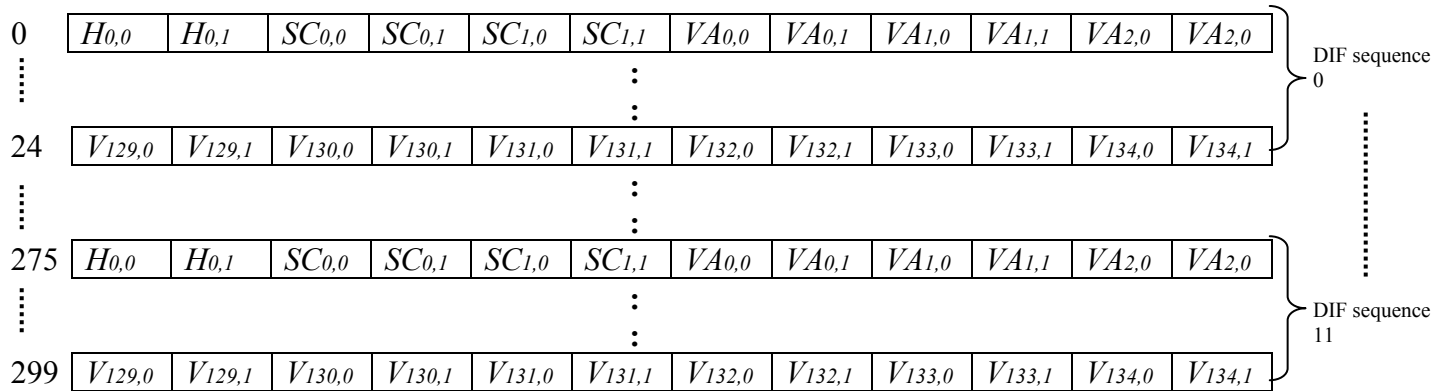 0 H0,0 H0,1 SC0,0 SC0,1 SC1,0 SC1,1 VA0,0 VA0,1 VA1,0 VA1,1 VA2,0 VA2,0
DIF sequence
0
24 V129,0 V129,1 V130,0 V130,1 V131,0 V131,1 V132,0 V132,1 V133,0 V133,1 V134,0 V134,1
275 H0,0 H0,1 SC0,0 SC0,1 SC1,0 SC1,1 VA0,0 VA0,1 VA1,0 VA1,1 VA2,0 VA2,0
DIF sequence
11
299 V129,0 V129,1 V130,0 V130,1 V131,0 V131,1 V132,0 V132,1 V133,0 V133,1 V134,0 V134,1